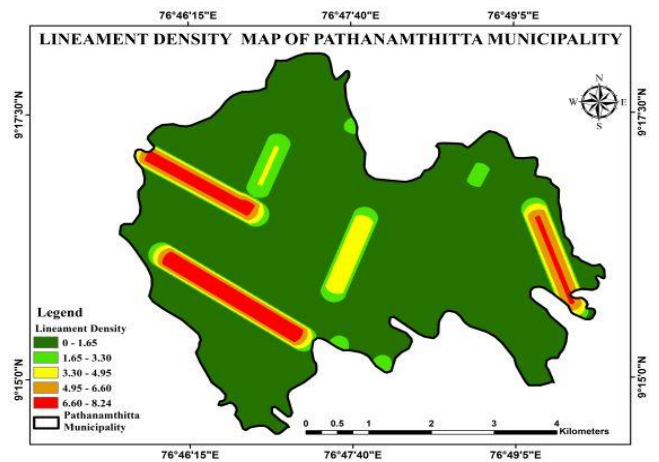 76°46'15"E 76°47'40"E 76°49'5"E
LINEAMENT DENSITY MAP OF PATHANAMTHITTA MUNICIPALITY
N
W E
S
9°17'30"N 9°17'30"N
Legend
Lineament Density
0 - 1.65
1.65 - 3.30
3.30 - 4.95
4.95 - 6.60
6.60 - 8.24
Pathanamthitta
Municipality
9°15'0"N 9°15'0"N
0 0.5 1 2 3 4
Kilometers
76°46'15"E 76°47'40"E 76°49'5"E